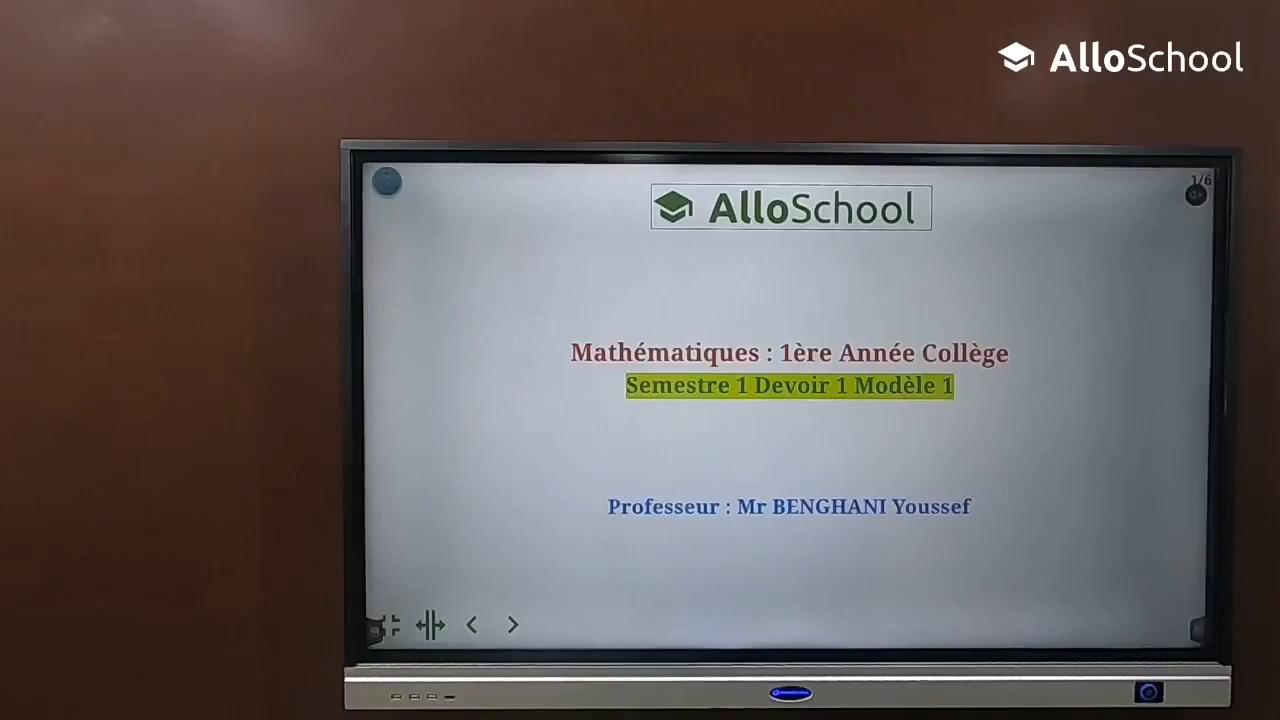 AlloSchool
1/6
AlloSchool
Mathématiques : 1ère Année Collège
Semestre 1 Devoir 1 Modèle 1
Professeur : Mr BENGHANI Youssef